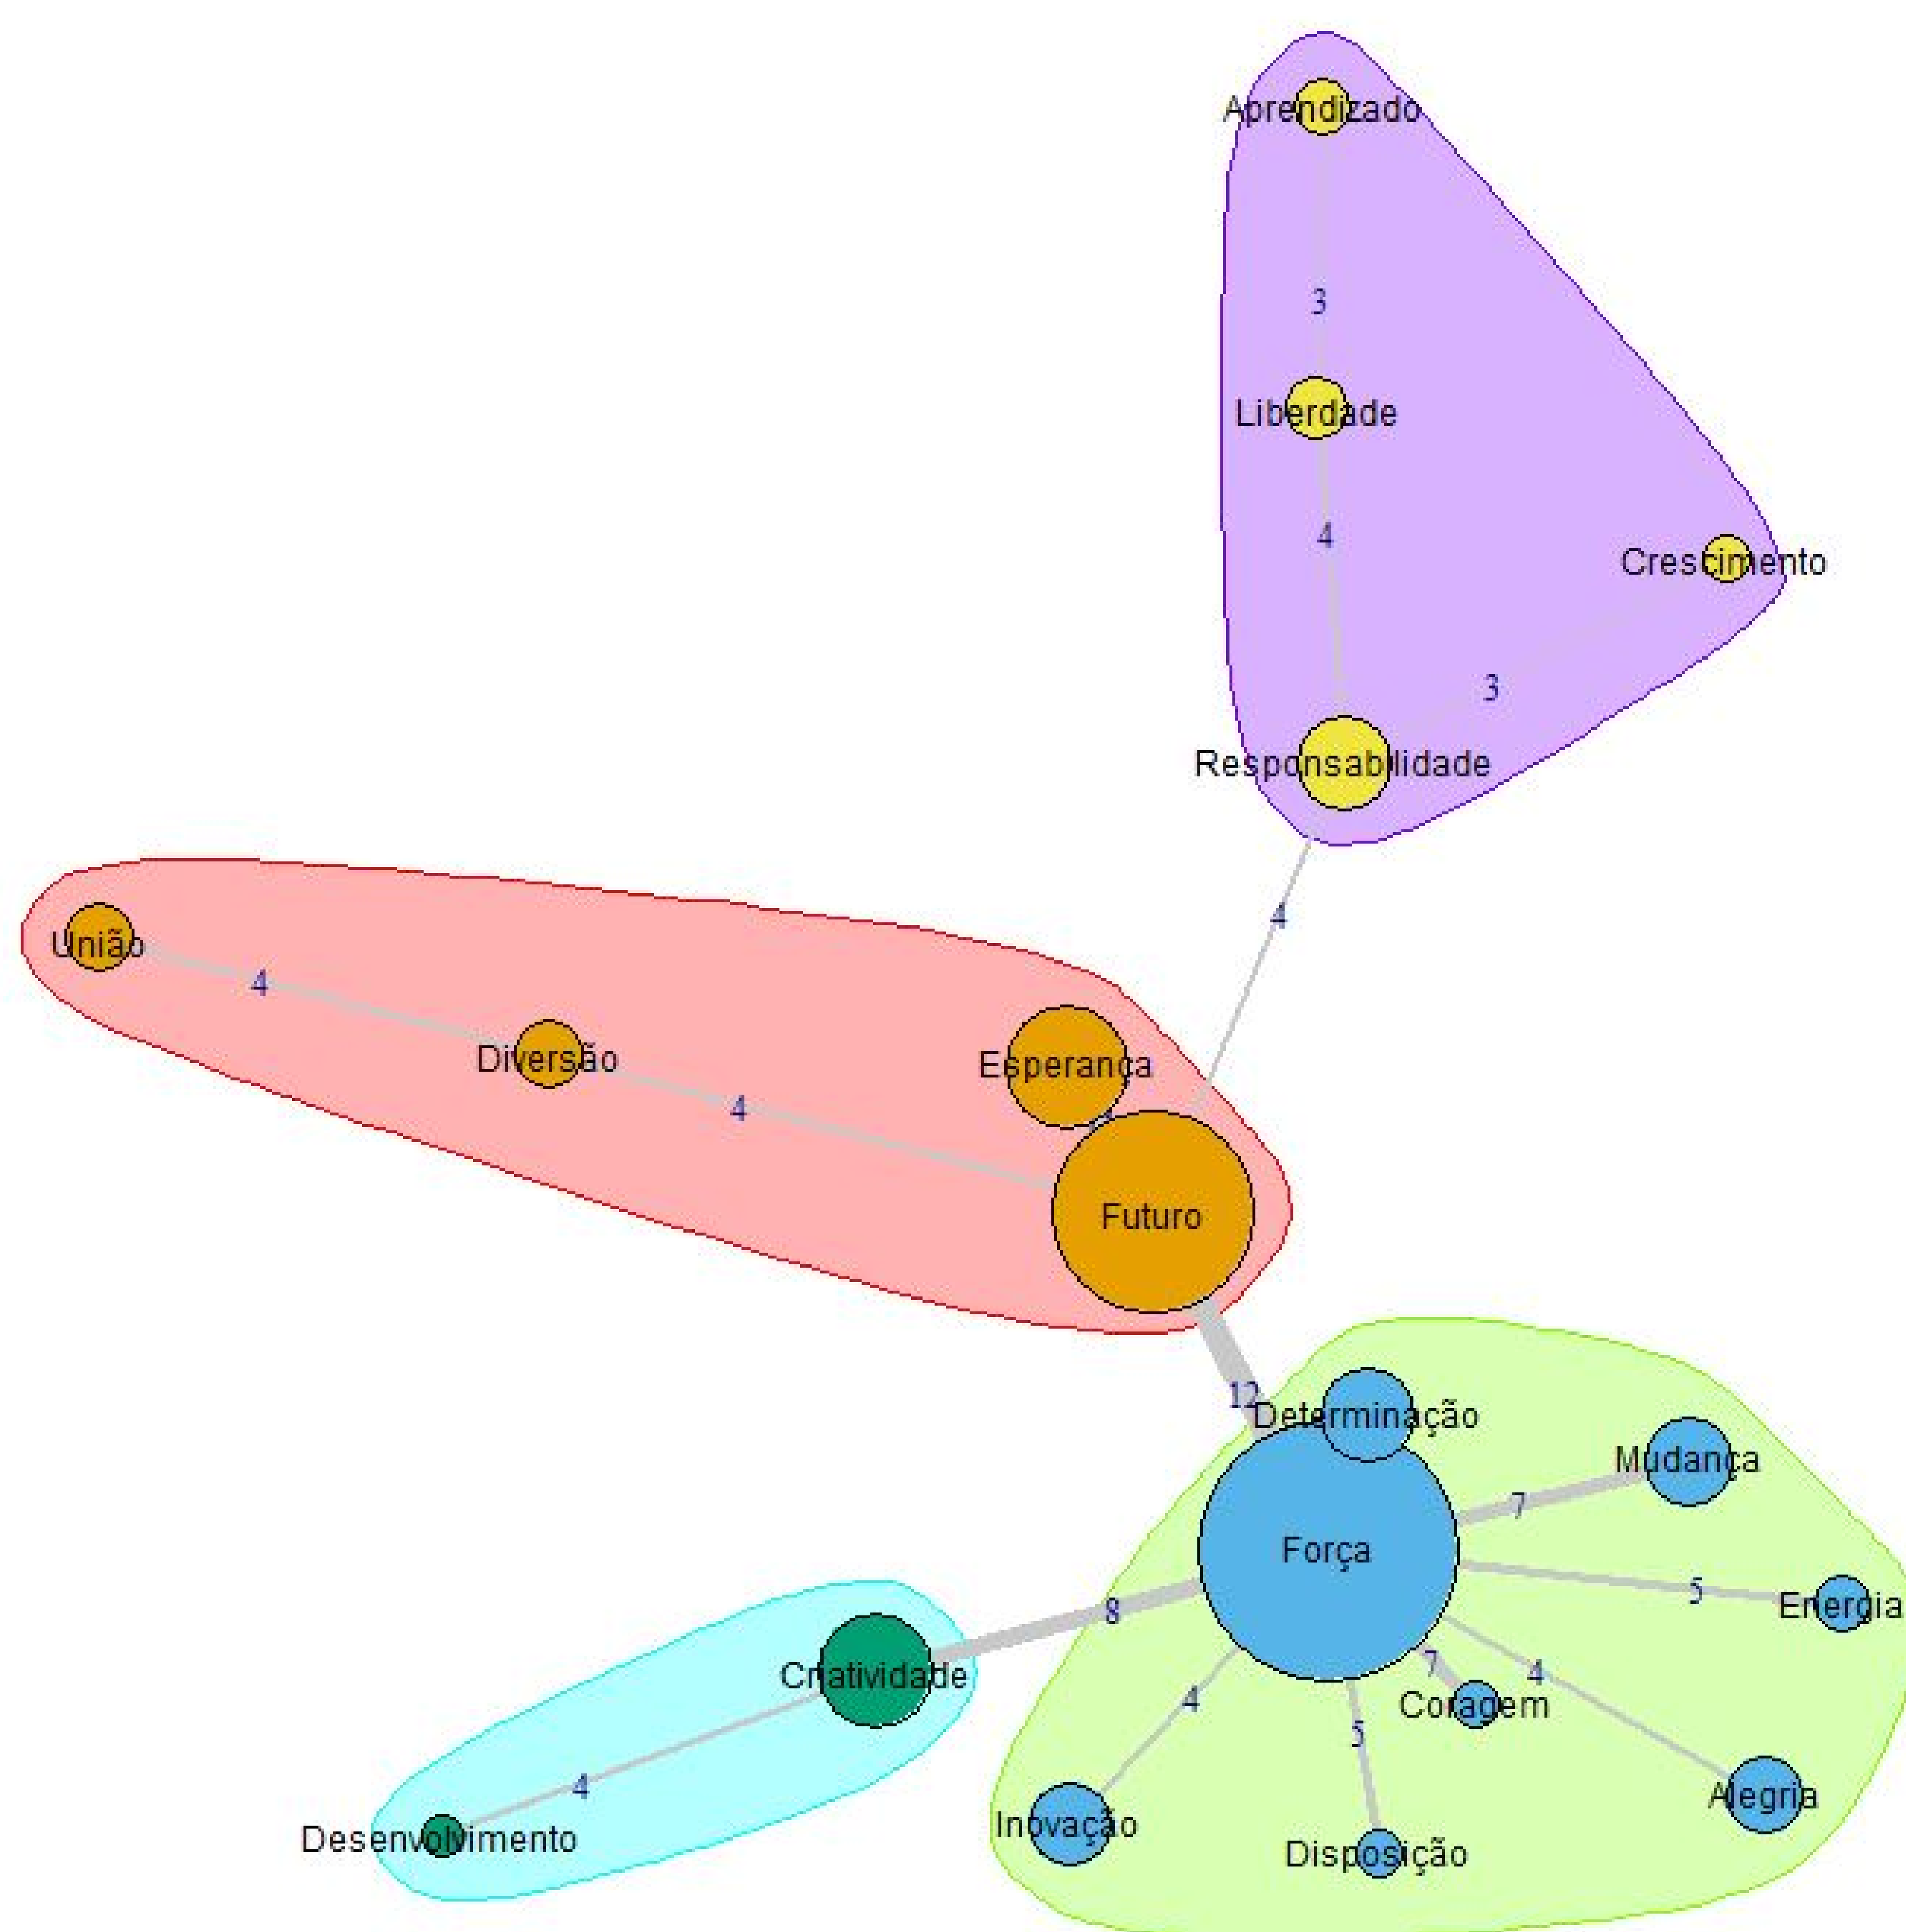 Aprendizado
3
Liberdade
4
Crescimento
3
Responsabilidade
4
União
4
Diversão
4
Esperança
Futuro
12
Determinação
Mudança
7
Força
5
Energia
8
Criatividade
7
4
Coragem
4
5
4
Alegria
Inovação
Desenvolvimento
Disposição